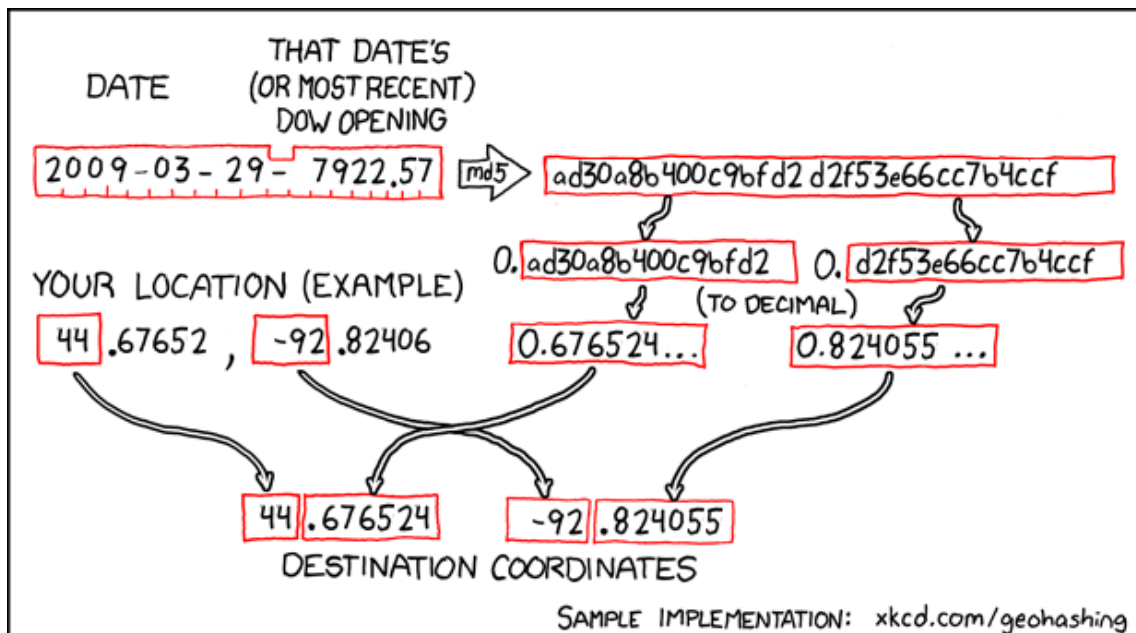 DATE
THAT DATE'S
(OR MOST RECENT)
DOW OPENING
2009-03-29- 7922.57
md5
ad30a8b400c9bfd2 d2f53e66cc7b4ccf
0. ad30a8b400c9bfd2
0. d2f53e66cc7b4ccf
(TO DECIMAL)
YOUR LOCATION (EXAMPLE)
44 .67652 , -92 .82406
0.676524...
0.824055 ...
44 .676524
-92 .824055
DESTINATION COORDINATES
SAMPLE IMPLEMENTATION: xkcd.com/geohashing